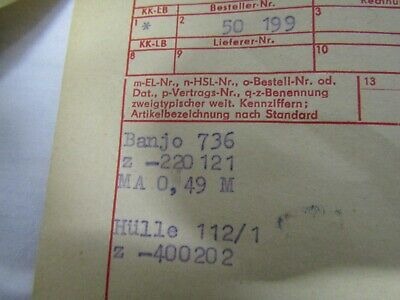 KK-LB Besteller-Nr.
1 * 2 50 199 3
KK-LB Lieferer-Nr.
8 9 10
m-EL-Nr., n-HSL-Nr., o-Bestell-Nr. od.
Dat., p-Vertrags-Nr., q-z-Benennung
zweigtypischer weit. Kennziffern;
Artikelbezeichnung nach Standard
13
Banjo 736
z -220121
MA 0,49 M
Hülle 112/1
z -400202